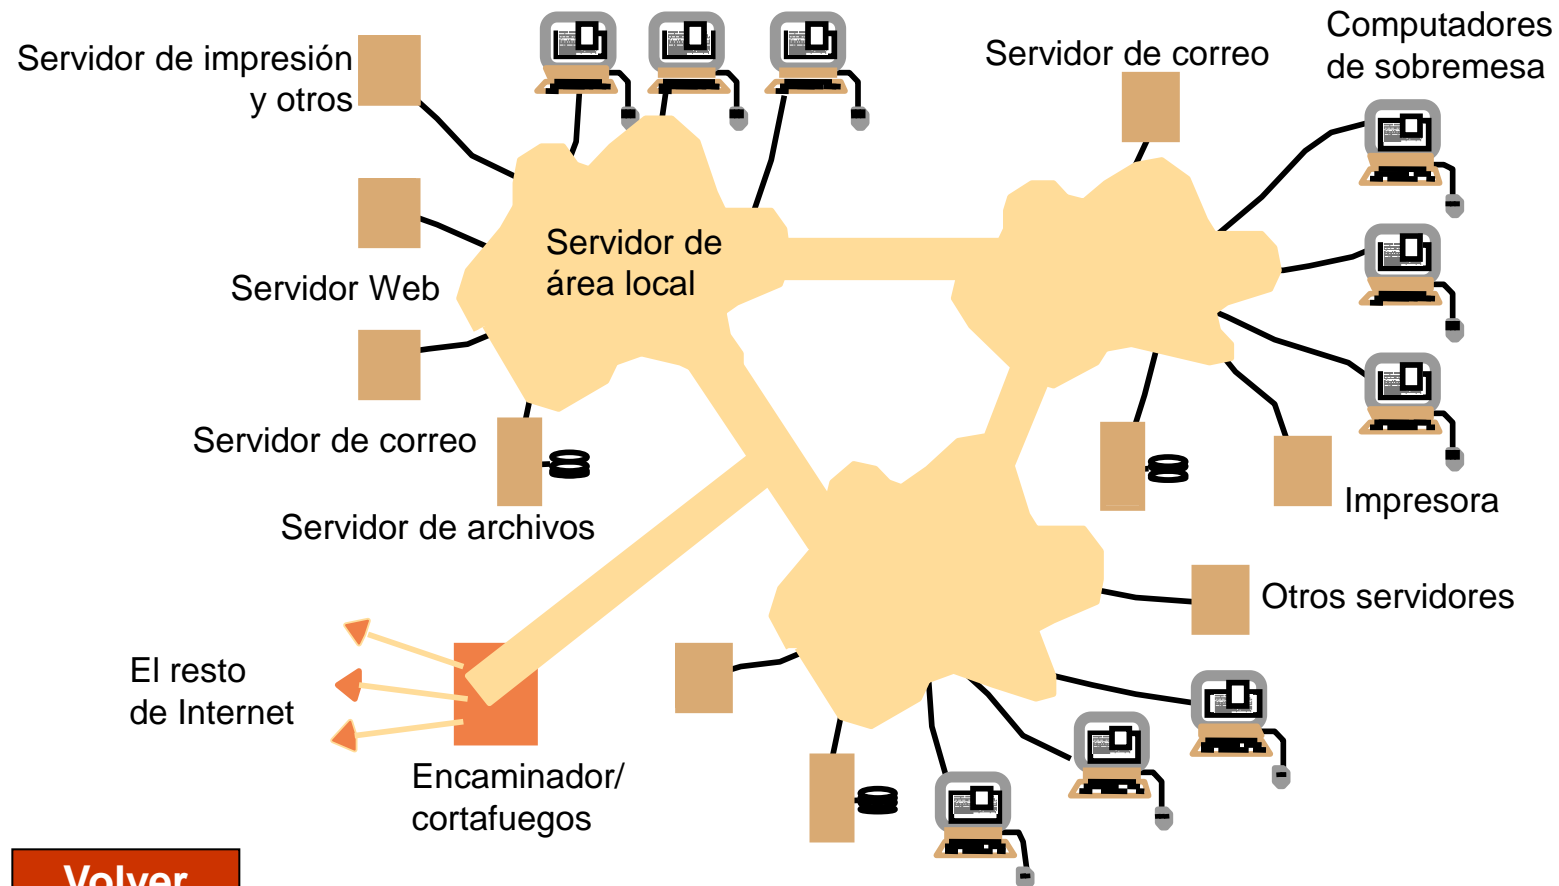 Servidor de impresión
y otros
Servidor de correo
Computadores
de sobremesa
Servidor de
área local
Servidor Web
Servidor de correo
Servidor de archivos
Impresora
Otros servidores
El resto
de Internet
Encaminador/
cortafuegos
Volver